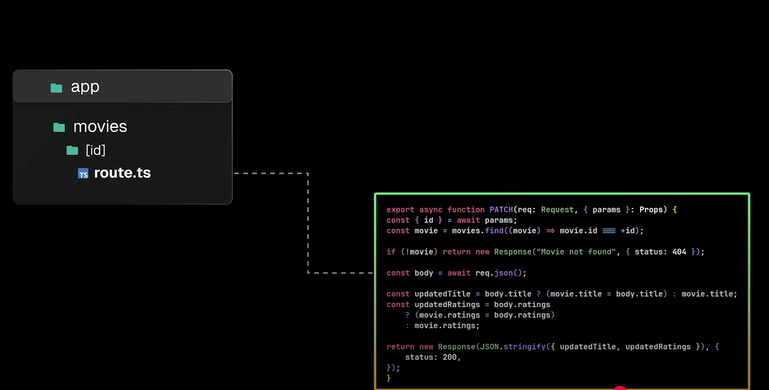 app
movies
[id]
TS route.ts
export async function PATCH(req: Request, { params }: Props) {
const { id } = await params;
const movie = movies.find((movie) => movie.id === +id);
if (!movie) return new Response("Movie not found", { status: 404 });
const body = await req.json();
const updatedTitle = body.title ? (movie.title = body.title) : movie.title;
const updatedRatings = body.ratings
? (movie.ratings = body.ratings)
: movie.ratings;
return new Response(JSON.stringify({ updatedTitle, updatedRatings }), {
status: 200,
});
}